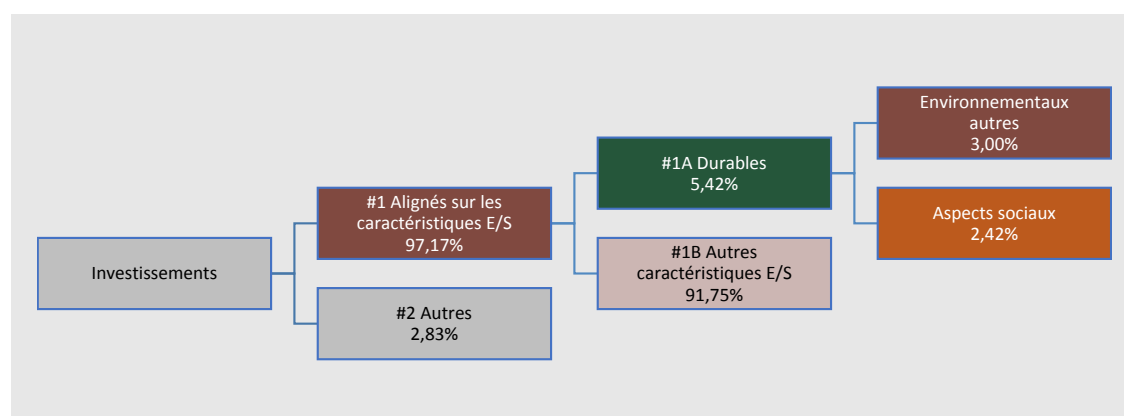 Investissements
#1 Alignés sur les
caractéristiques E/S
97,17%
#2 Autres
2,83%
#1A Durables
5,42%
#1B Autres
caractéristiques E/S
91,75%
Environnementaux
autres
3,00%
Aspects sociaux
2,42%